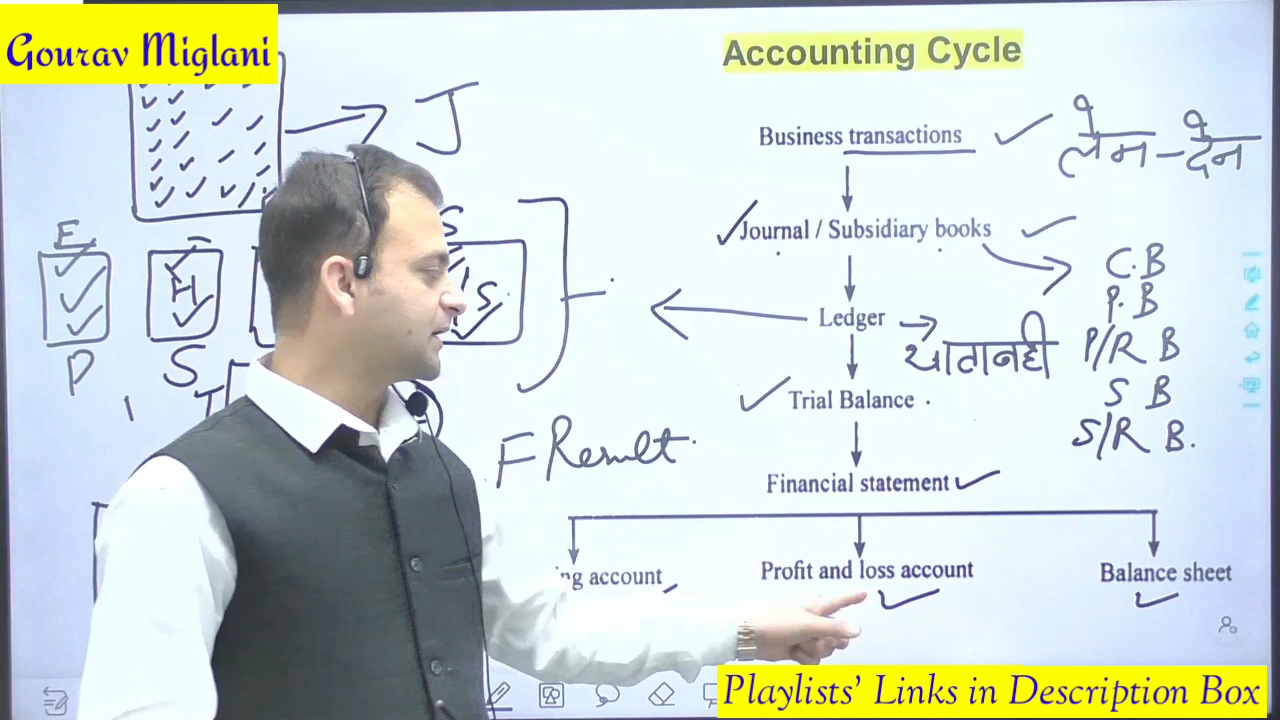 Gourav Miglani
Accounting Cycle
J
Business transactions
लेन-देन
Journal / Subsidiary books
E
S
C.B
P.B
P/R B
S B
S/R B.
H
S.
Ledger
खातावही
P
S
Trial Balance
F Result
Financial statement
ing account
Profit and loss account
Balance sheet
Playlists' Links in Description Box